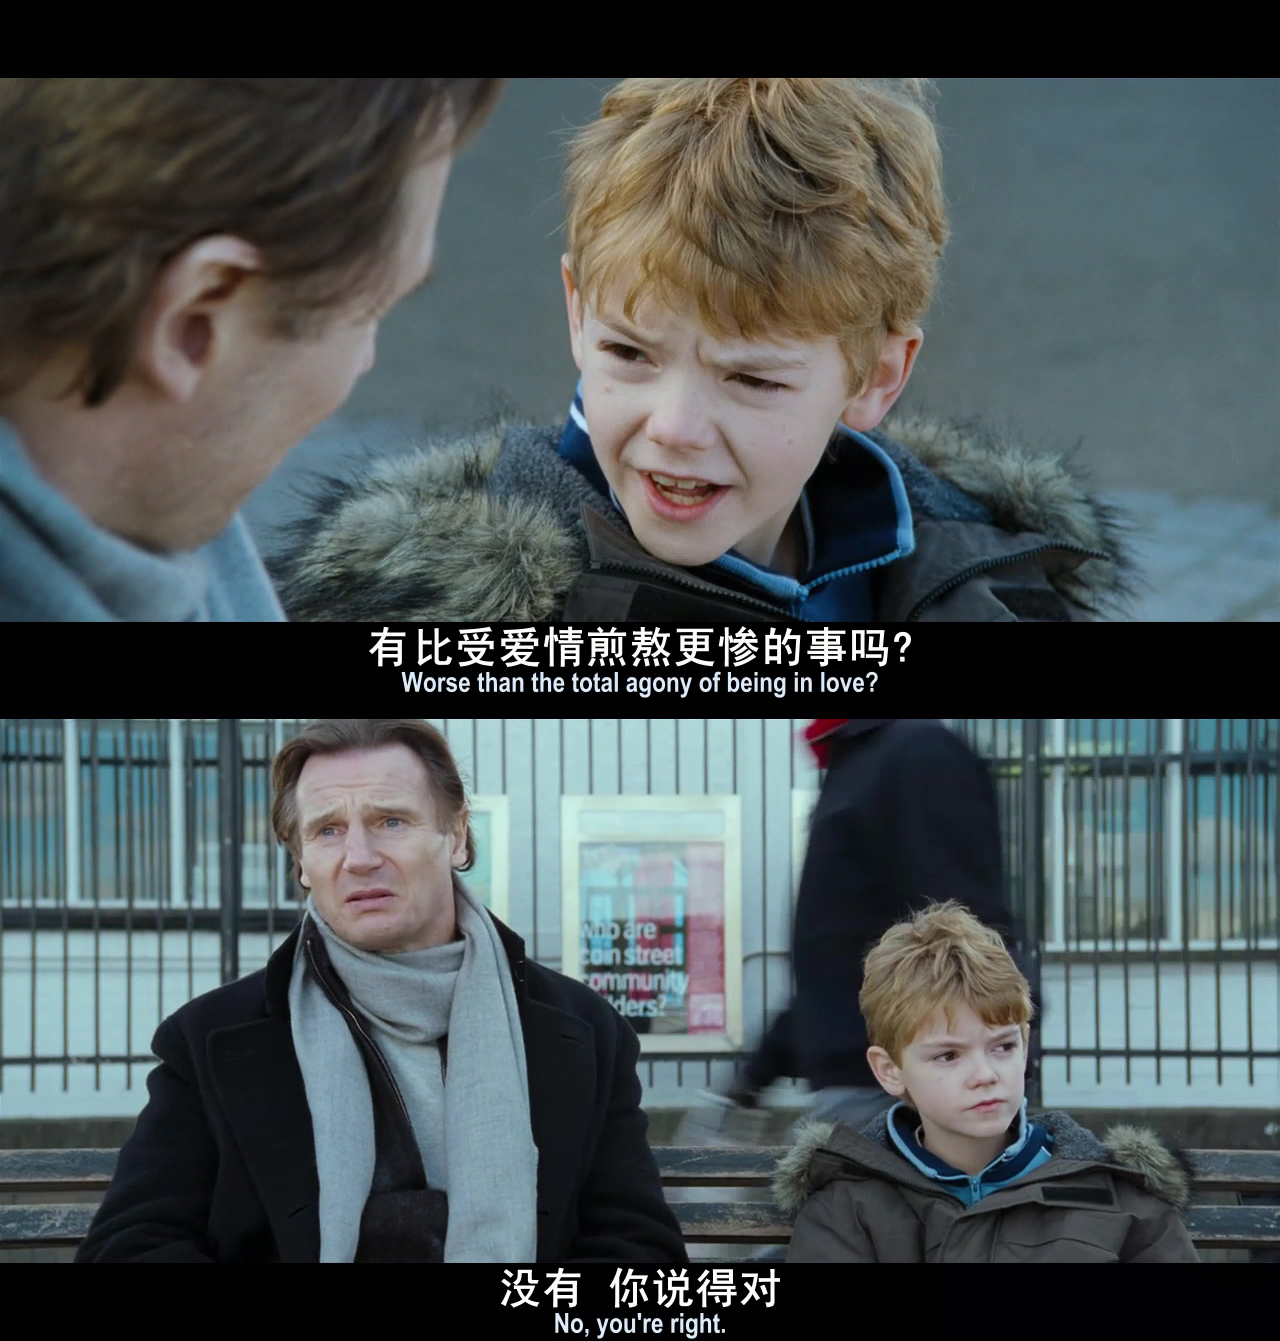 有比受爱情煎熬更惨的事吗?
Worse than the total agony of being in love?
who are
coin street
community
没有 你说得对
No, you're right.